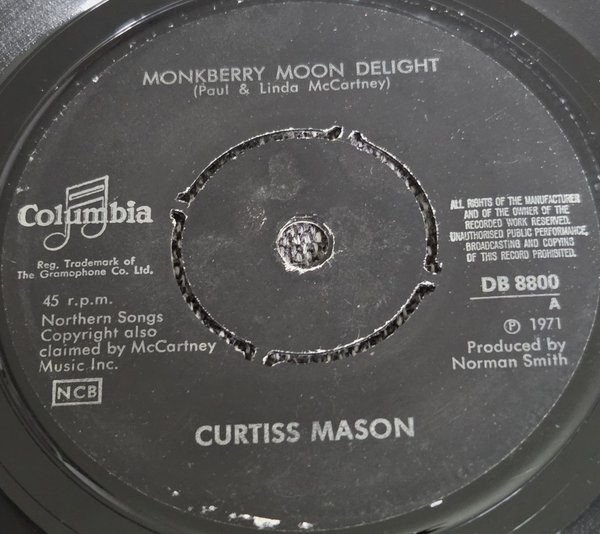 MONKBERRY MOON DELIGHT
(Paul & Linda McCartney)
Columbia
Reg. Trademark of
The Gramophone Co. Ltd.
45 r.p.m.
Northern Songs
Copyright also
claimed by McCartney
Music Inc.
NCB
ALL RIGHTS OF THE MANUFACTURER
AND OF THE OWNER OF THE
RECORDED WORK RESERVED.
UNAUTHORISED PUBLIC PERFORMANCE,
BROADCASTING AND COPYING
OF THIS RECORD PROHIBITED.
DB 8800
A
℗ 1971
Produced by
Norman Smith
CURTISS MASON